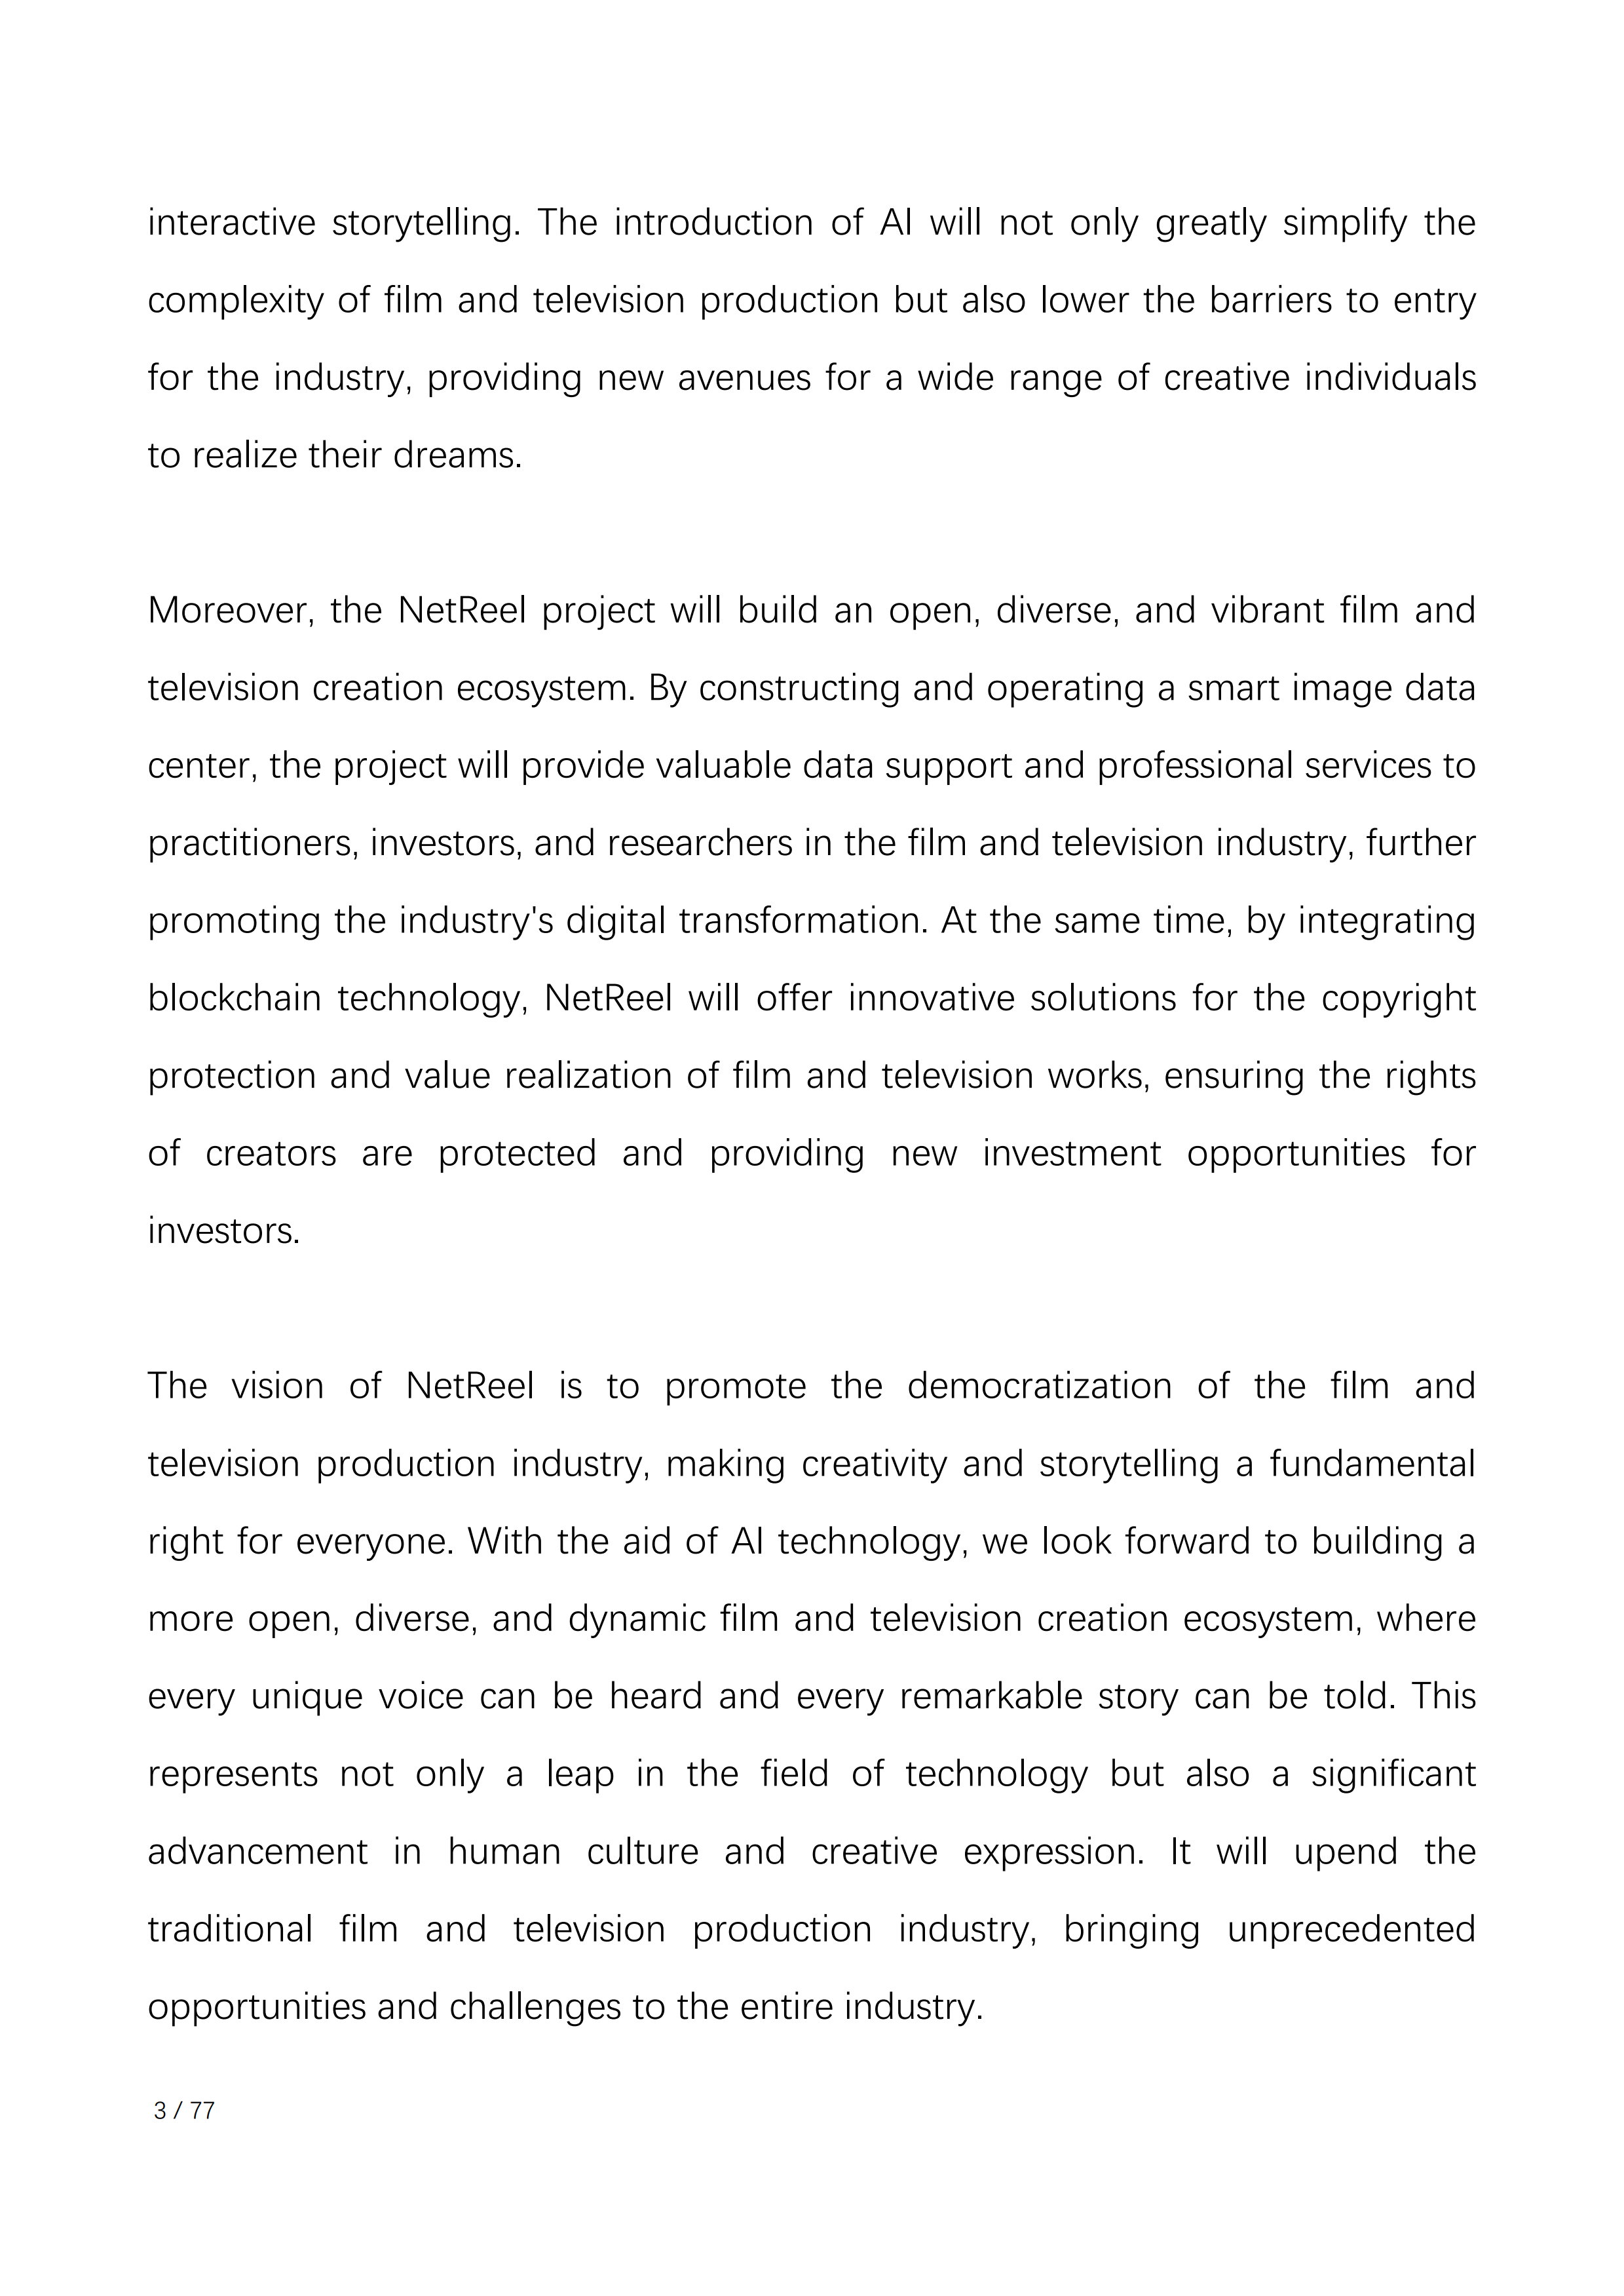 interactive storytelling. The introduction of AI will not only greatly simplify the
complexity of film and television production but also lower the barriers to entry
for the industry, providing new avenues for a wide range of creative individuals
to realize their dreams.
Moreover, the NetReel project will build an open, diverse, and vibrant film and
television creation ecosystem. By constructing and operating a smart image data
center, the project will provide valuable data support and professional services to
practitioners, investors, and researchers in the film and television industry, further
promoting the industry's digital transformation. At the same time, by integrating
blockchain technology, NetReel will offer innovative solutions for the copyright
protection and value realization of film and television works, ensuring the rights
of creators are protected and providing new investment opportunities for
investors.
The vision of NetReel is to promote the democratization of the film and
television production industry, making creativity and storytelling a fundamental
right for everyone. With the aid of AI technology, we look forward to building a
more open, diverse, and dynamic film and television creation ecosystem, where
every unique voice can be heard and every remarkable story can be told. This
represents not only a leap in the field of technology but also a significant
advancement in human culture and creative expression. It will upend the
traditional film and television production industry, bringing unprecedented
opportunities and challenges to the entire industry.
3 / 77